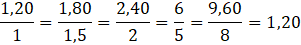 1,20/1 = 1,80/1,5 = 2,40/2 = 6/5 = 9,60/8 = 1,20